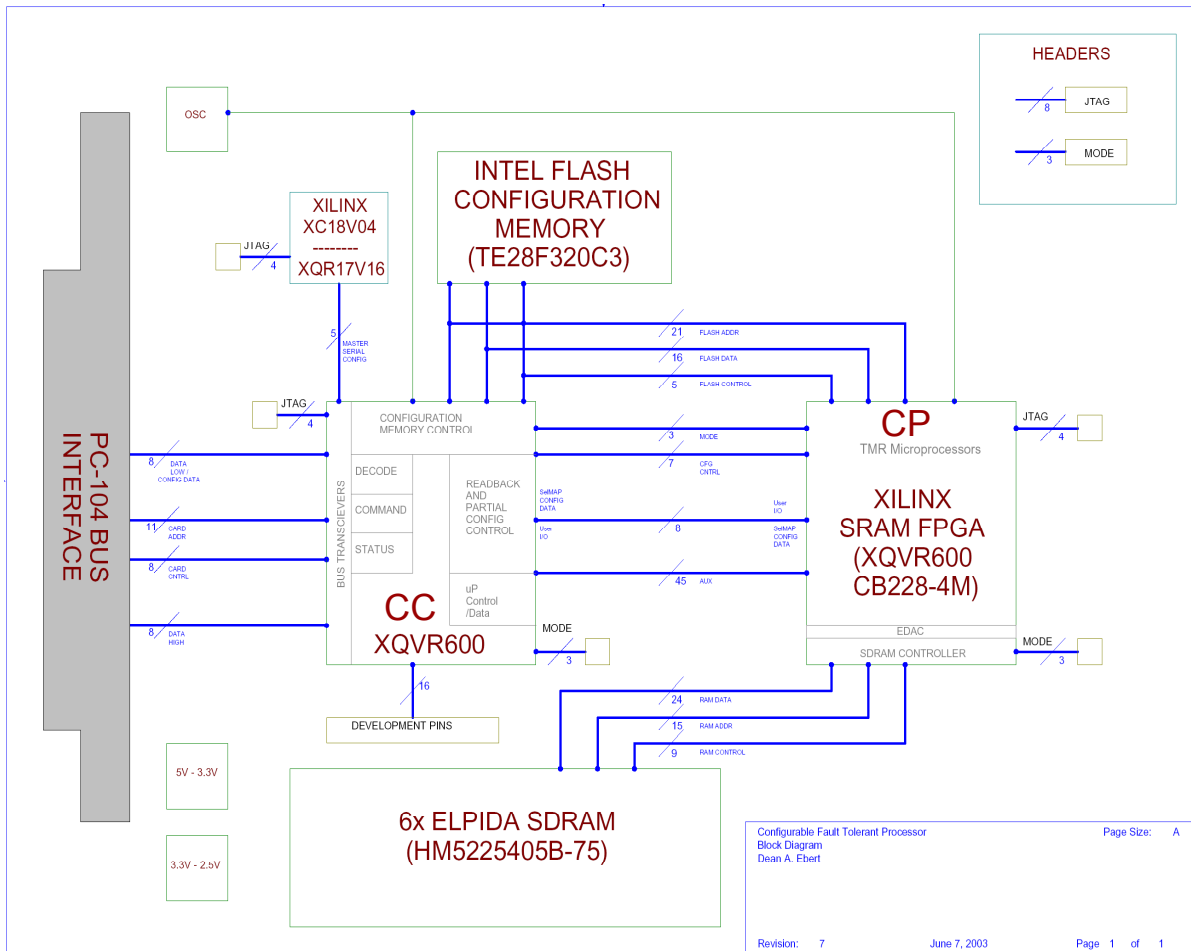 HEADERS
8
JTAG
3
MODE
OSC
INTEL FLASH
CONFIGURATION
MEMORY
(TE28F320C3)
XILINX
XC18V04
--------
XQR17V16
JTAG
4
5
MASTER
SERIAL
CONFIG
21
FLASH ADDR
16
FLASH DATA
5
FLASH CONTROL
JTAG
4
PC-104 BUS
INTERFACE
8
DATA
LOW /
CONFIG DATA
11
CARD
ADDR
8
CARD
CNTRL
8
DATA
HIGH
BUS TRANSCIEVERS
CONFIGURATION
MEMORY CONTROL
DECODE
COMMAND
STATUS
READBACK
AND
PARTIAL
CONFIG
CONTROL
uP
Control
/Data
CC
XQVR600
MODE
3
3
MODE
7
CFG
CNTRL
SelMAP
CONFIG
DATA
User
I/O
8
User
I/O
SelMAP
CONFIG
DATA
45
AUX
CP
TMR Microprocessors
XILINX
SRAM FPGA
(XQVR600
CB228-4M)
EDAC
SDRAM CONTROLLER
JTAG
4
MODE
3
16
DEVELOPMENT PINS
24
RAM DATA
15
RAM ADDR
9
RAM CONTROL
5V - 3.3V
3.3V - 2.5V
6x ELPIDA SDRAM
(HM5225405B-75)
Configurable Fault Tolerant Processor
Page Size: A
Block Diagram
Dean A. Ebert
Revision: 7
June 7, 2003
Page 1 of 1